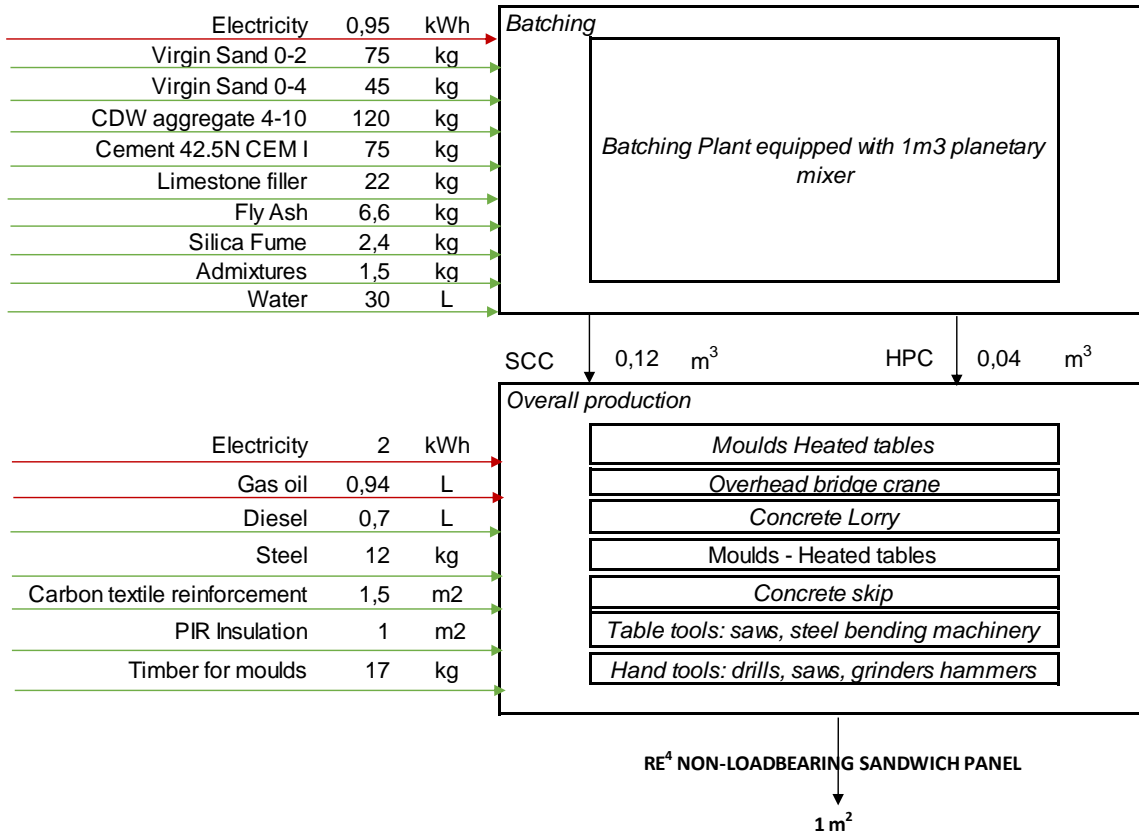 Electricity 0,95 kWh
Batching
Virgin Sand 0-2 75 kg
Virgin Sand 0-4 45 kg
CDW aggregate 4-10 120 kg
Cement 42.5N CEM I 75 kg
Limestone filler 22 kg
Fly Ash 6,6 kg
Silica Fume 2,4 kg
Admixtures 1,5 kg
Water 30 L
Batching Plant equipped with 1m3 planetary
mixer
SCC 0,12 m³ HPC 0,04 m³
Overall production
Electricity 2 kWh
Gas oil 0,94 L
Diesel 0,7 L
Steel 12 kg
Carbon textile reinforcement 1,5 m2
PIR Insulation 1 m2
Timber for moulds 17 kg
Moulds Heated tables
Overhead bridge crane
Concrete Lorry
Moulds - Heated tables
Concrete skip
Table tools: saws, steel bending machinery
Hand tools: drills, saws, grinders hammers
RE⁴ NON-LOADBEARING SANDWICH PANEL
1 m²